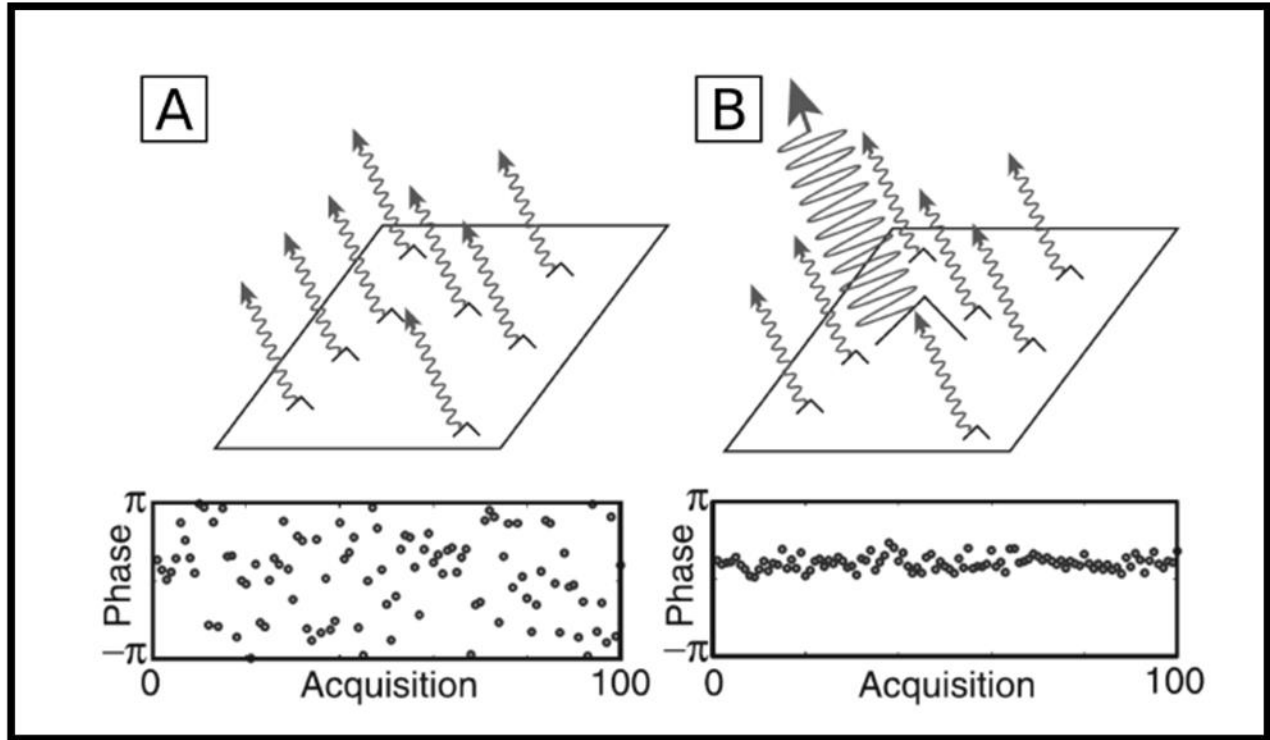 A
B
π
Phase
−π
0
Acquisition
100
π
Phase
−π
0
Acquisition
100